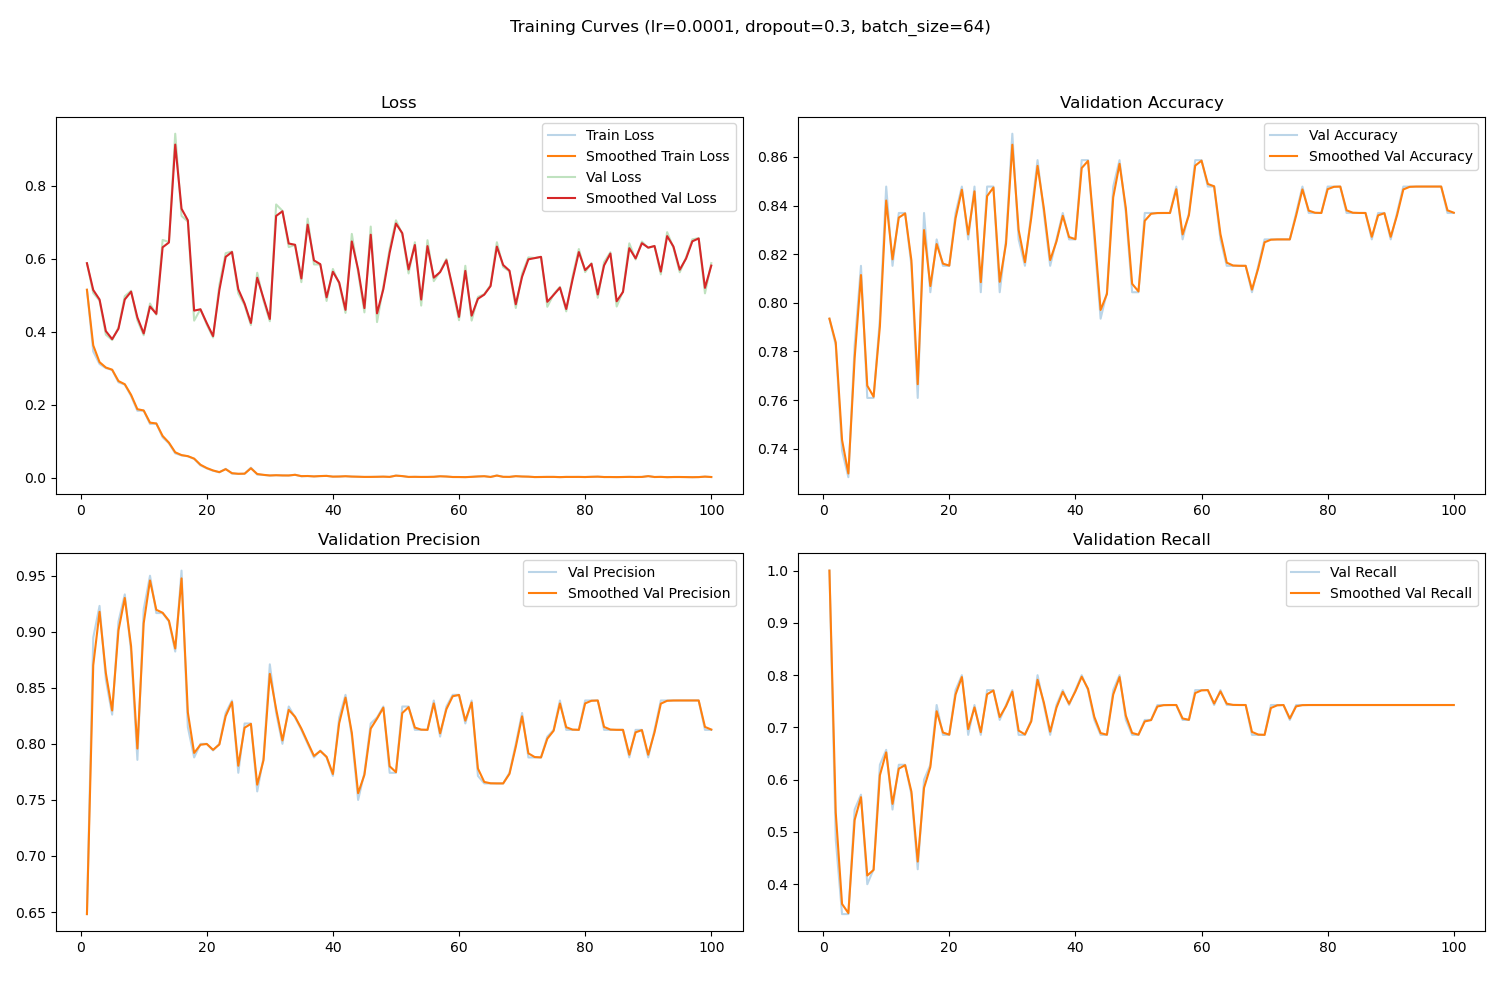 Training Curves (lr=0.0001, dropout=0.3, batch_size=64)
Loss
Train Loss
Smoothed Train Loss
Val Loss
Smoothed Val Loss
0.8
0.6
0.4
0.2
0.0
0 20 40 60 80 100
Validation Accuracy
Val Accuracy
Smoothed Val Accuracy
0.86
0.84
0.82
0.80
0.78
0.76
0.74
0 20 40 60 80 100
Validation Precision
Val Precision
Smoothed Val Precision
0.95
0.90
0.85
0.80
0.75
0.70
0.65
0 20 40 60 80 100
Validation Recall
Val Recall
Smoothed Val Recall
1.0
0.9
0.8
0.7
0.6
0.5
0.4
0 20 40 60 80 100